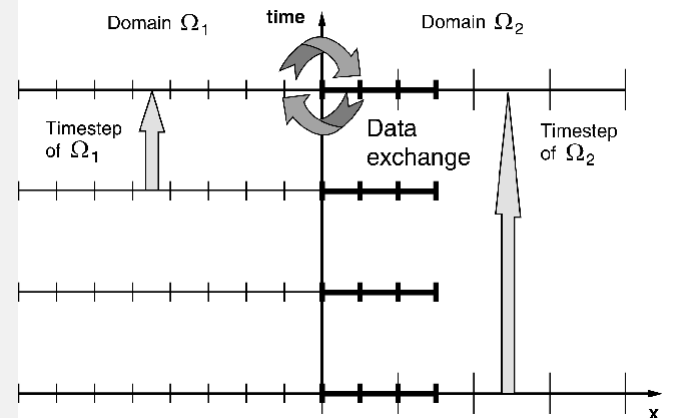 Domain Ω₁
time
Domain Ω₂
Timestep
of Ω₁
Data
exchange
Timestep
of Ω₂
x